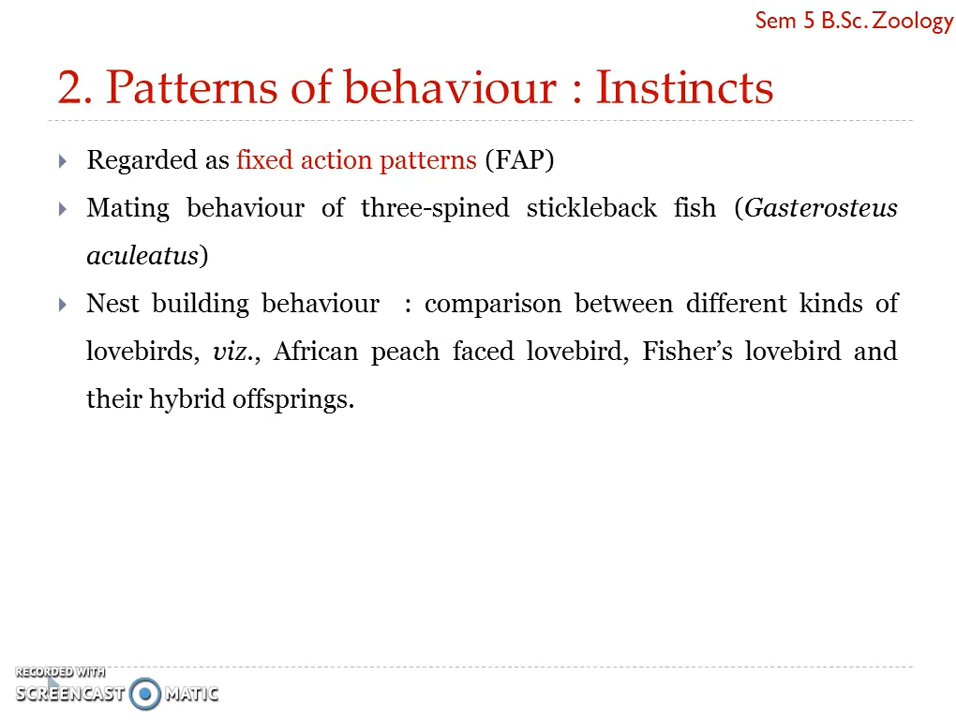 Sem 5 B.Sc. Zoology
2. Patterns of behaviour : Instincts
Regarded as fixed action patterns (FAP)
Mating behaviour of three-spined stickleback fish (Gasterosteus
aculeatus)
Nest building behaviour : comparison between different kinds of
lovebirds, viz., African peach faced lovebird, Fisher’s lovebird and
their hybrid offsprings.
RECORDED WITH
SCREENCAST MATIC